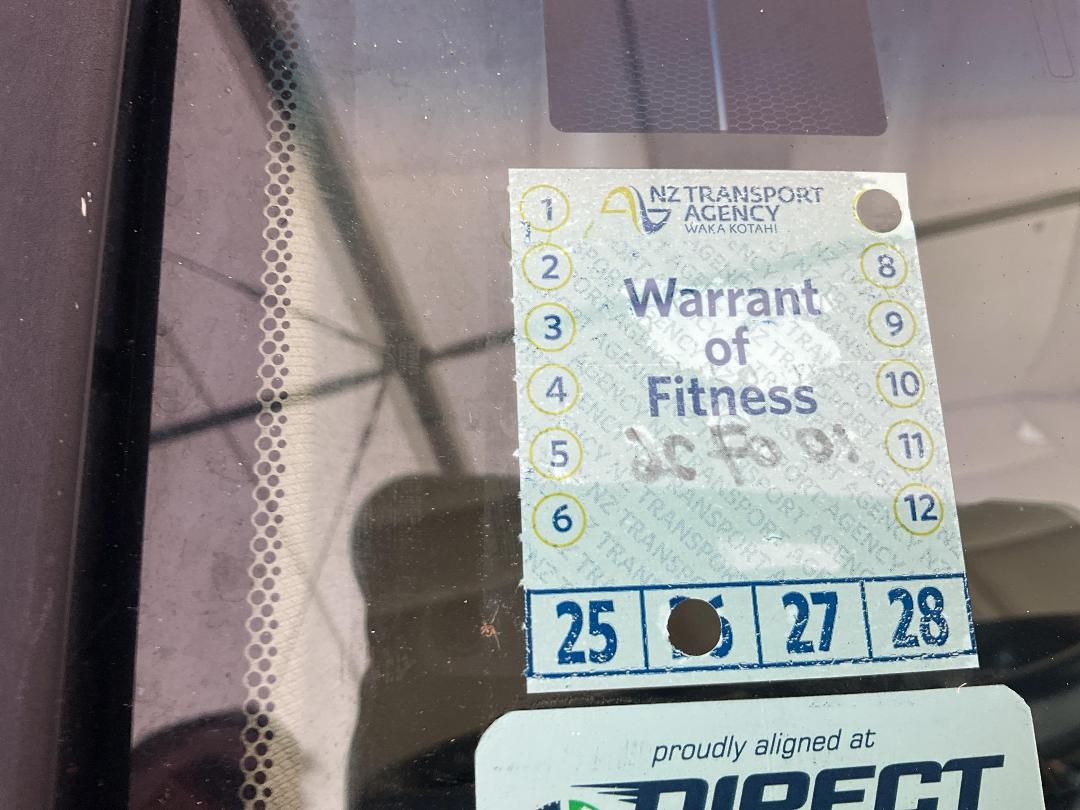 NZ TRANSPORT
AGENCY
WAKA KOTAHI
1
2
3
4
5
6
8
9
10
11
12
Warrant
of
Fitness
25 27 28
proudly aligned at
DIRECT